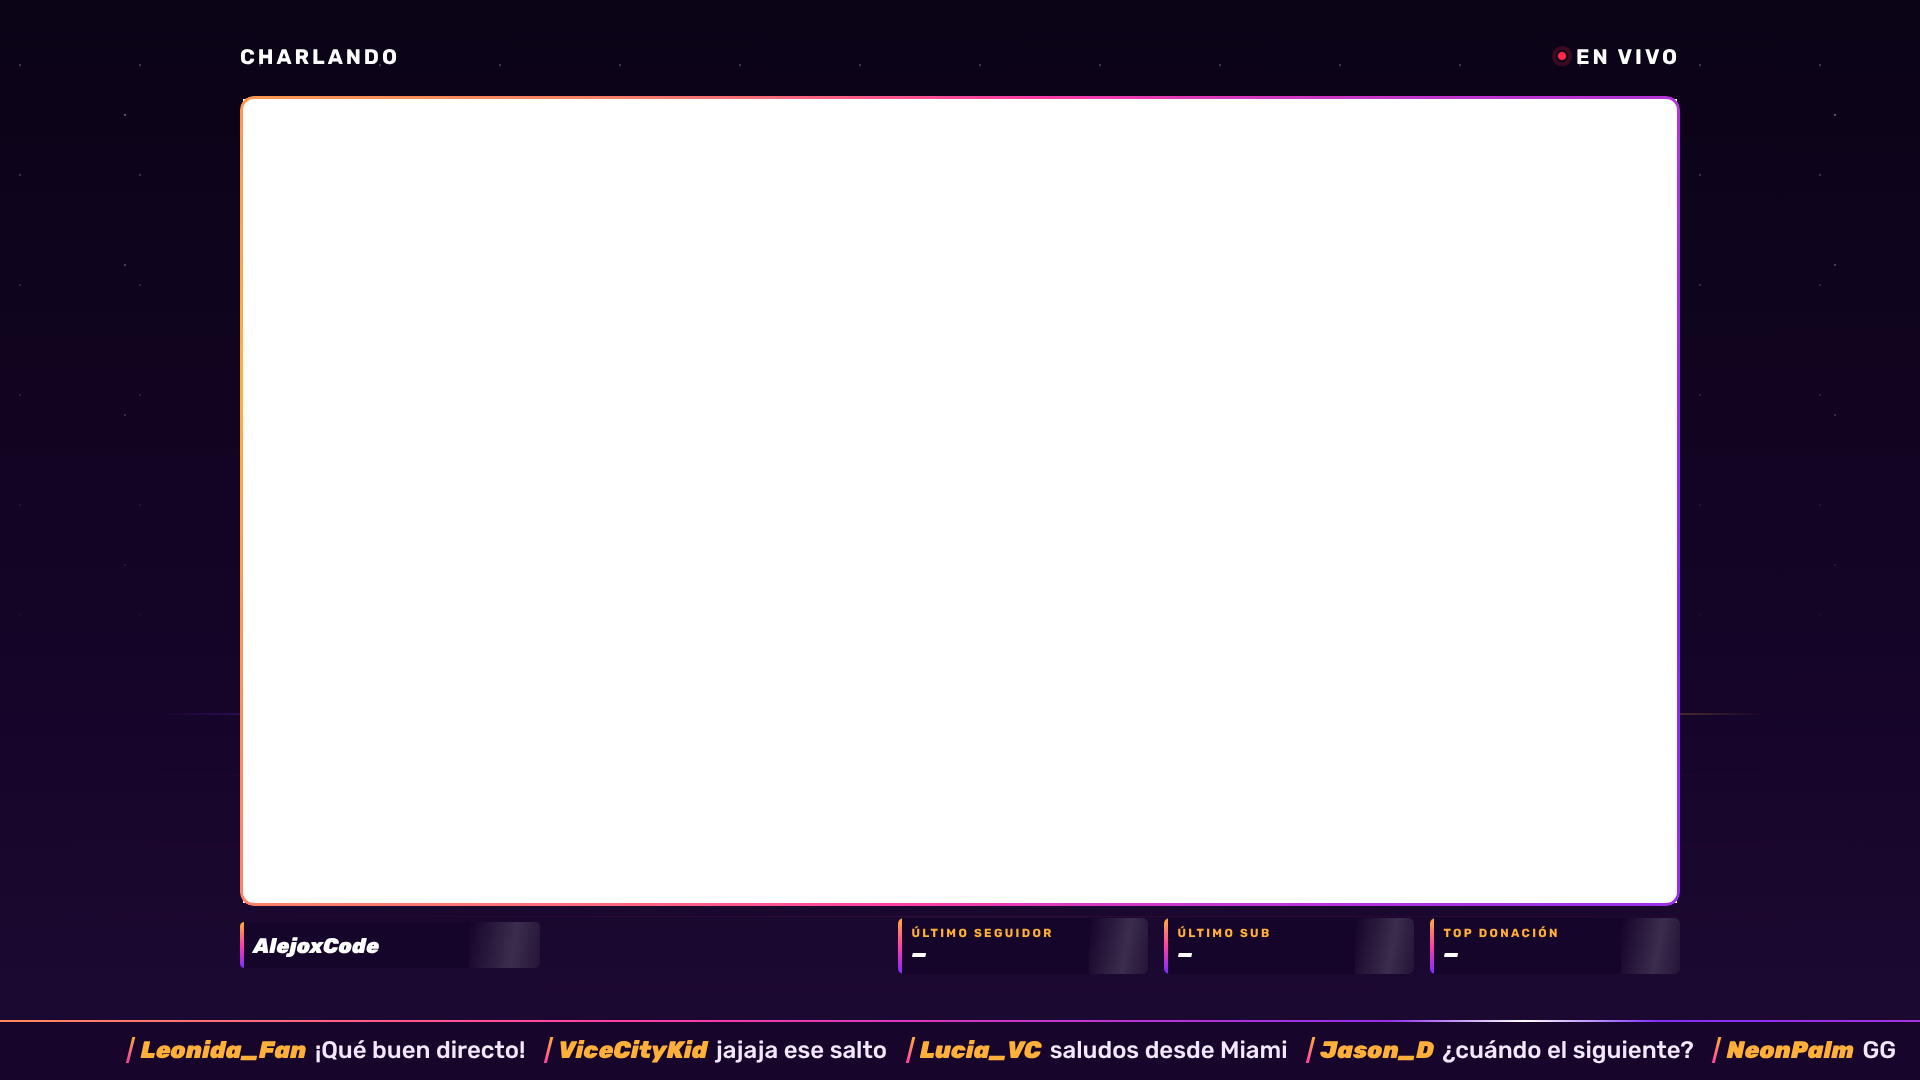 CHARLANDO
EN VIVO
AlejoxCode
ÚLTIMO SEGUIDOR
–
ÚLTIMO SUB
–
TOP DONACIÓN
–
/ Leonida_Fan ¡Qué buen directo! / ViceCityKid jajaja ese salto / Lucia_VC saludos desde Miami / Jason_D ¿cuándo el siguiente? / NeonPalm GG